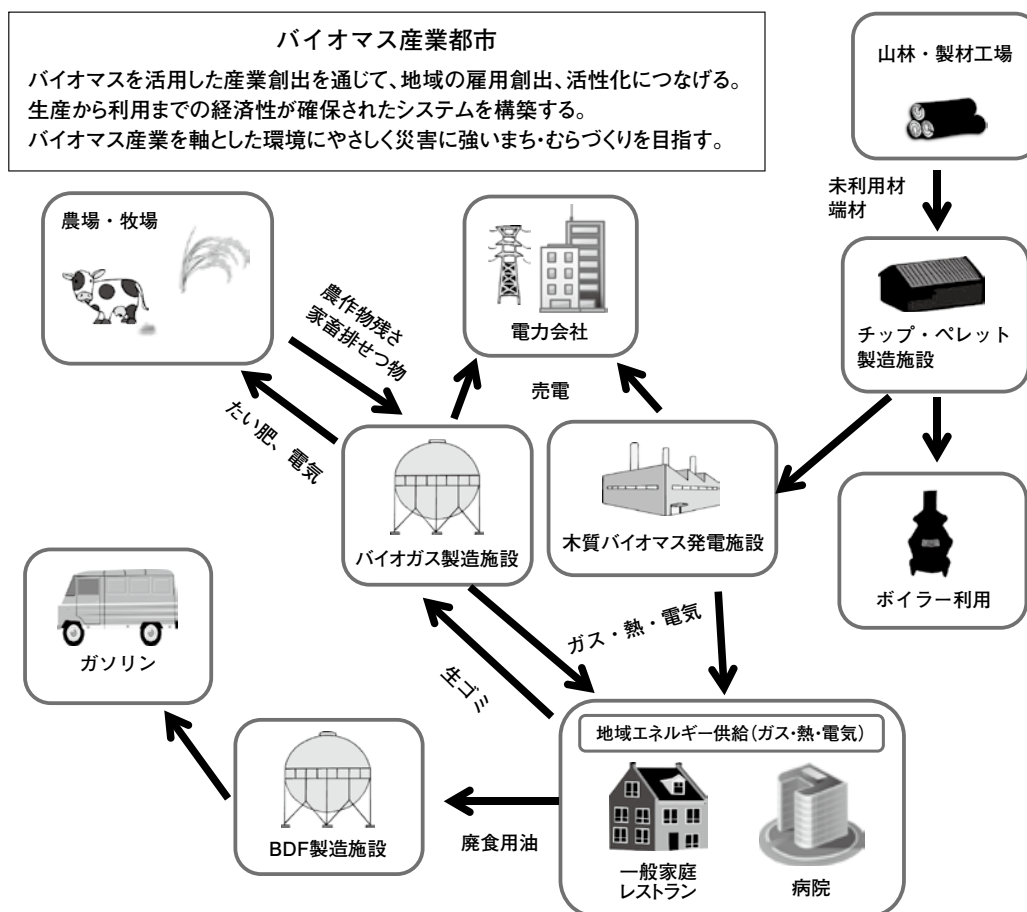 バイオマス産業都市
バイオマスを活用した産業創出を通じて、地域の雇用創出、活性化につなげる。
生産から利用までの経済性が確保されたシステムを構築する。
バイオマス産業を軸とした環境にやさしく災害に強いまち・むらづくりを目指す。
山林・製材工場
未利用材
端材
農場・牧場
農作物残さ
家畜排せつ物
たい肥、電気
電力会社
売電
チップ・ペレット
製造施設
バイオガス製造施設
木質バイオマス発電施設
ボイラー利用
ガス・熱・電気
生ゴミ
ガソリン
地域エネルギー供給(ガス・熱・電気)
BDF製造施設
廃食用油
一般家庭
レストラン
病院